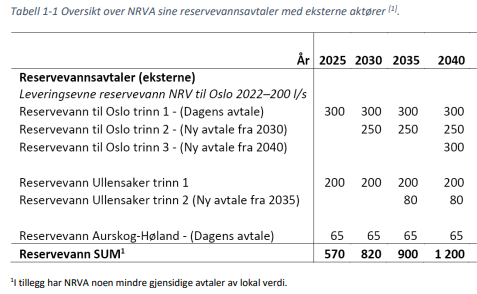 Tabell 1-1 Oversikt over NRVA sine reservevannsavtaler med eksterne aktører [1].
År 2025 2030 2035 2040
Reservevannsavtaler (eksterne)
Leveringsevne reservevann NRV til Oslo 2022–200 l/s
Reservevann til Oslo trinn 1 - (Dagens avtale) 300 300 300 300
Reservevann til Oslo trinn 2 - (Ny avtale fra 2030) 250 250 250
Reservevann til Oslo trinn 3 - (Ny avtale fra 2040) 300
Reservevann Ullensaker trinn 1 200 200 200 200
Reservevann Ullensaker trinn 2 (Ny avtale fra 2035) 80 80
Reservevann Aurskog-Høland - (Dagens avtale) 65 65 65 65
Reservevann SUM¹ 570 820 900 1 200
¹I tillegg har NRVA noen mindre gjensidige avtaler av lokal verdi.